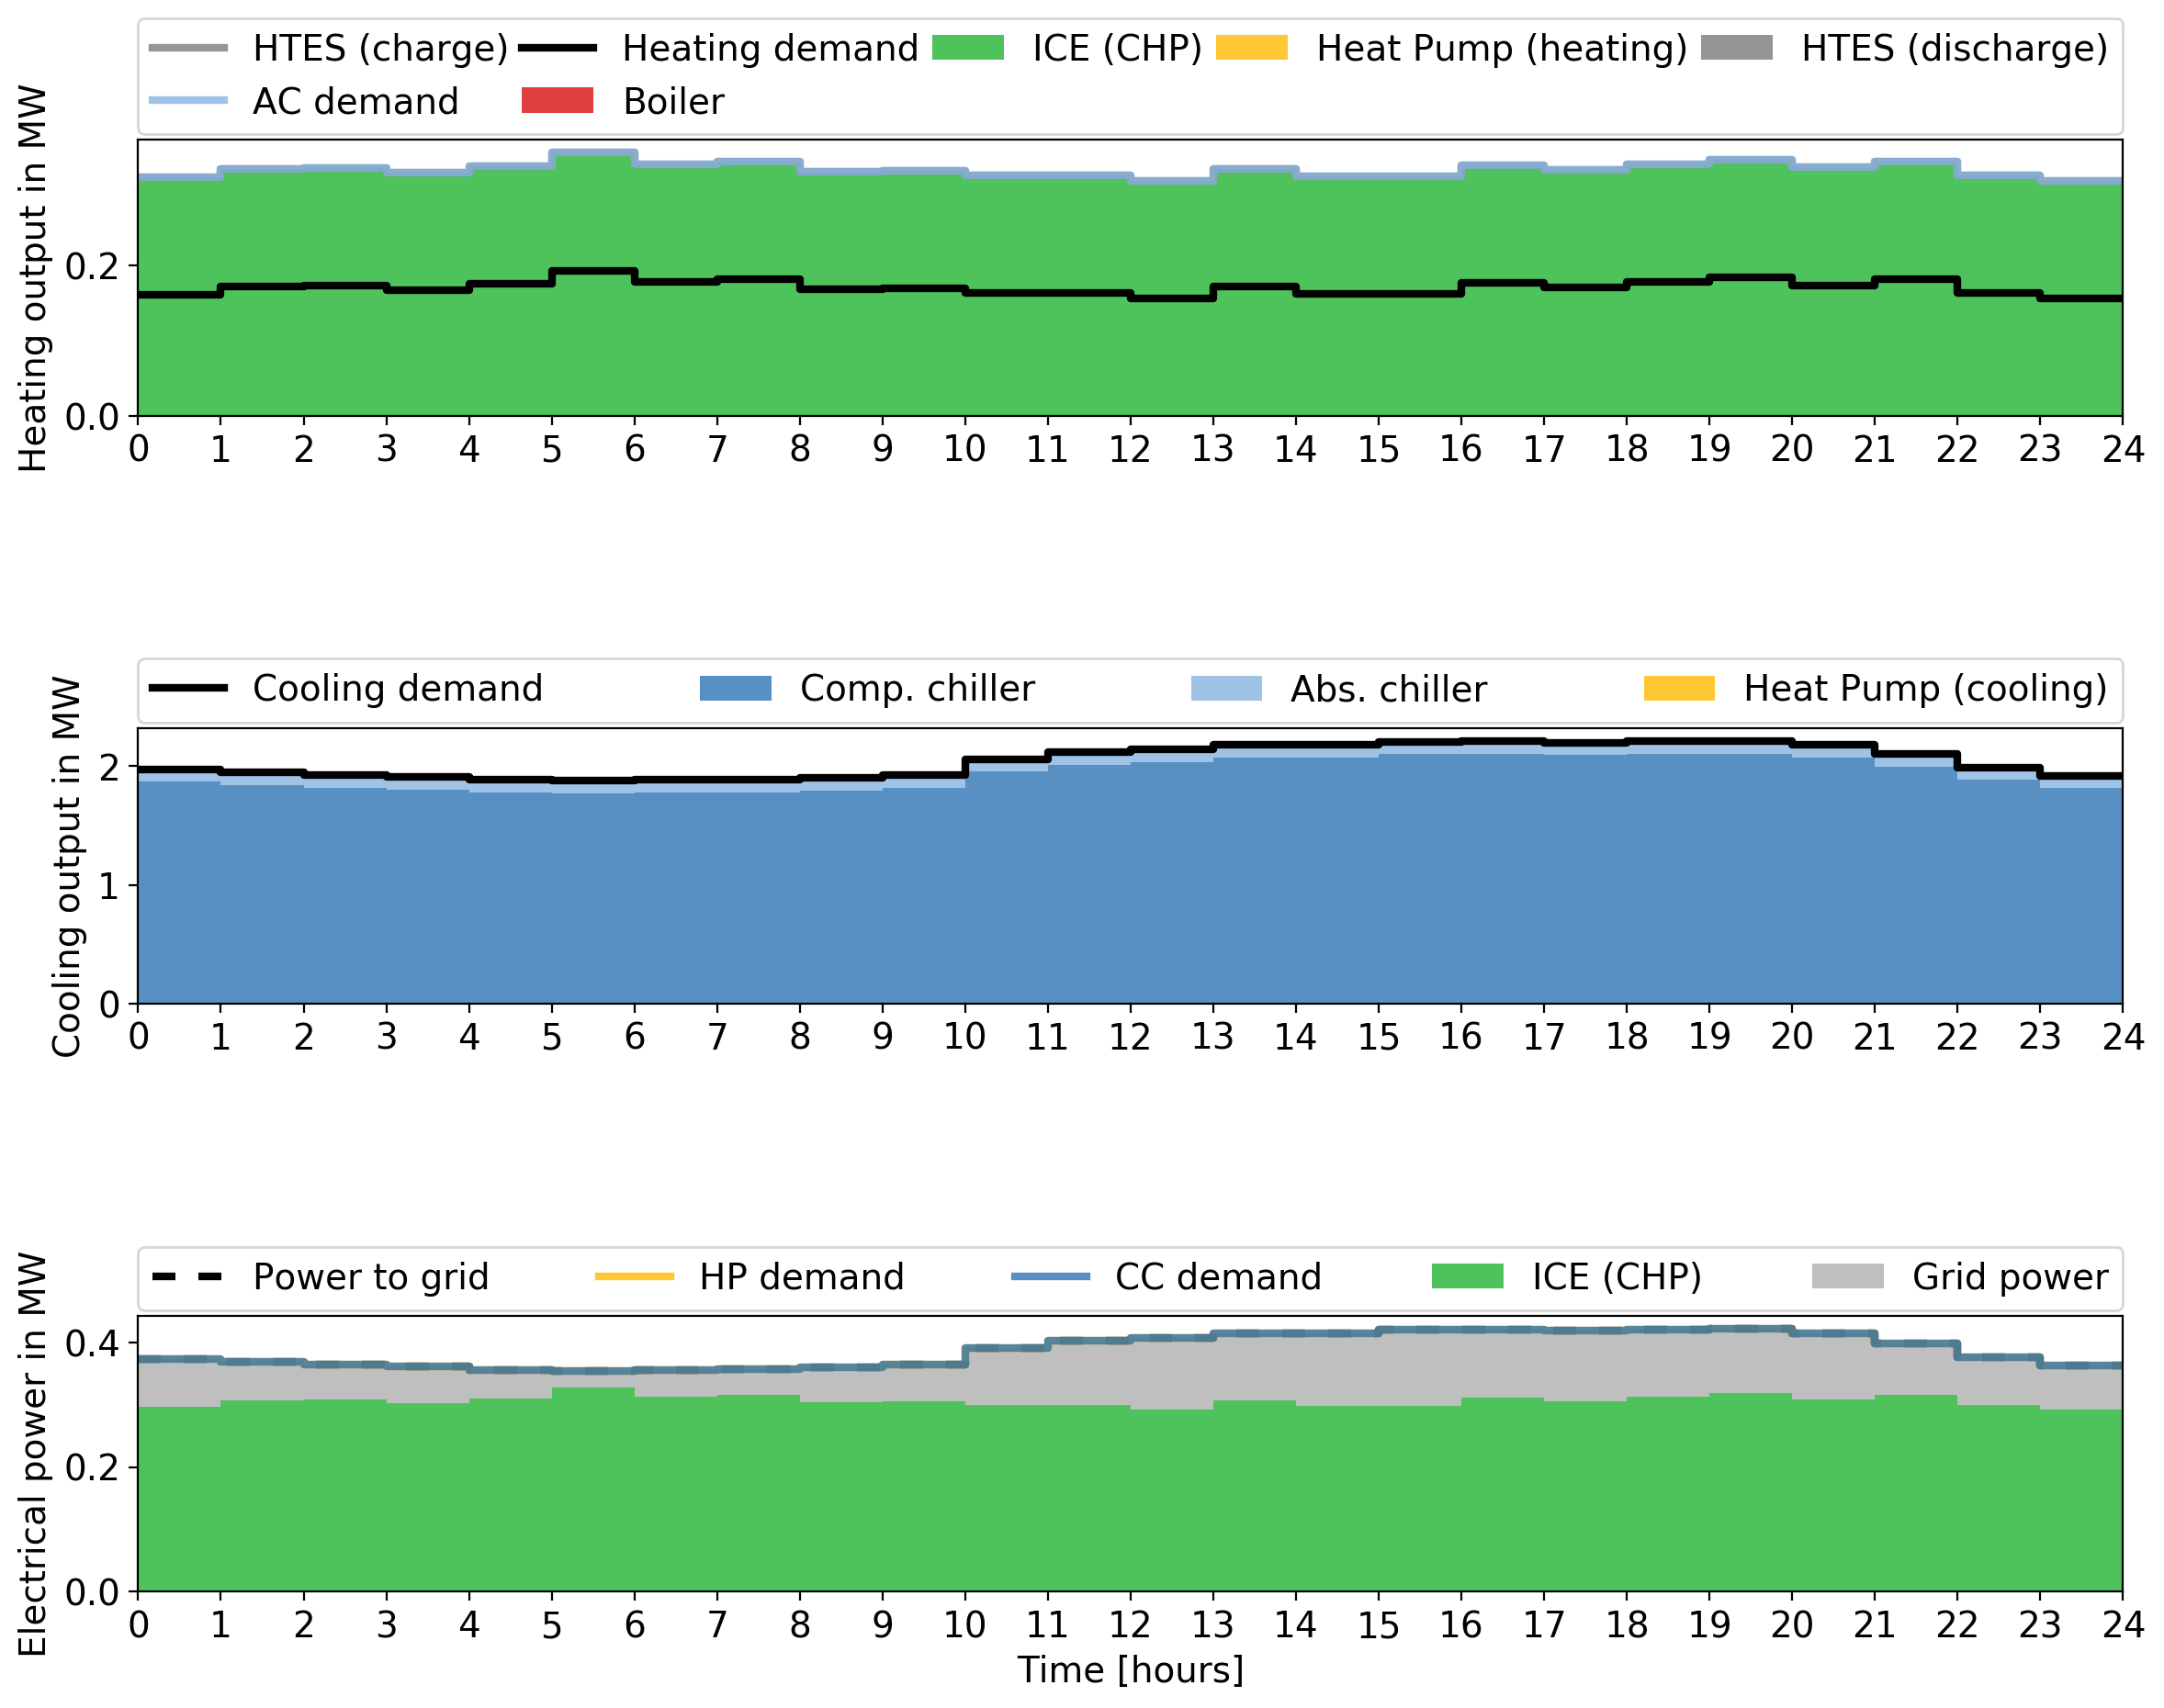 HTES (charge) Heating demand ICE (CHP) Heat Pump (heating) HTES (discharge)
AC demand Boiler
Heating output in MW
0.2
0.0
0 1 2 3 4 5 6 7 8 9 10 11 12 13 14 15 16 17 18 19 20 21 22 23 24
Cooling demand Comp. chiller Abs. chiller Heat Pump (cooling)
Cooling output in MW
2
1
0
0 1 2 3 4 5 6 7 8 9 10 11 12 13 14 15 16 17 18 19 20 21 22 23 24
Power to grid HP demand CC demand ICE (CHP) Grid power
Electrical power in MW
0.4
0.2
0.0
0 1 2 3 4 5 6 7 8 9 10 11 12 13 14 15 16 17 18 19 20 21 22 23 24
Time [hours]